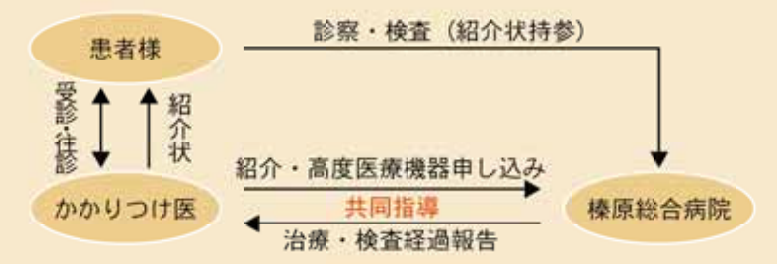 診察・検査（紹介状持参）
患者様
受診・往診
紹介状
紹介・高度医療機器申し込み
かかりつけ医
共同指導
榛原総合病院
治療・検査経過報告